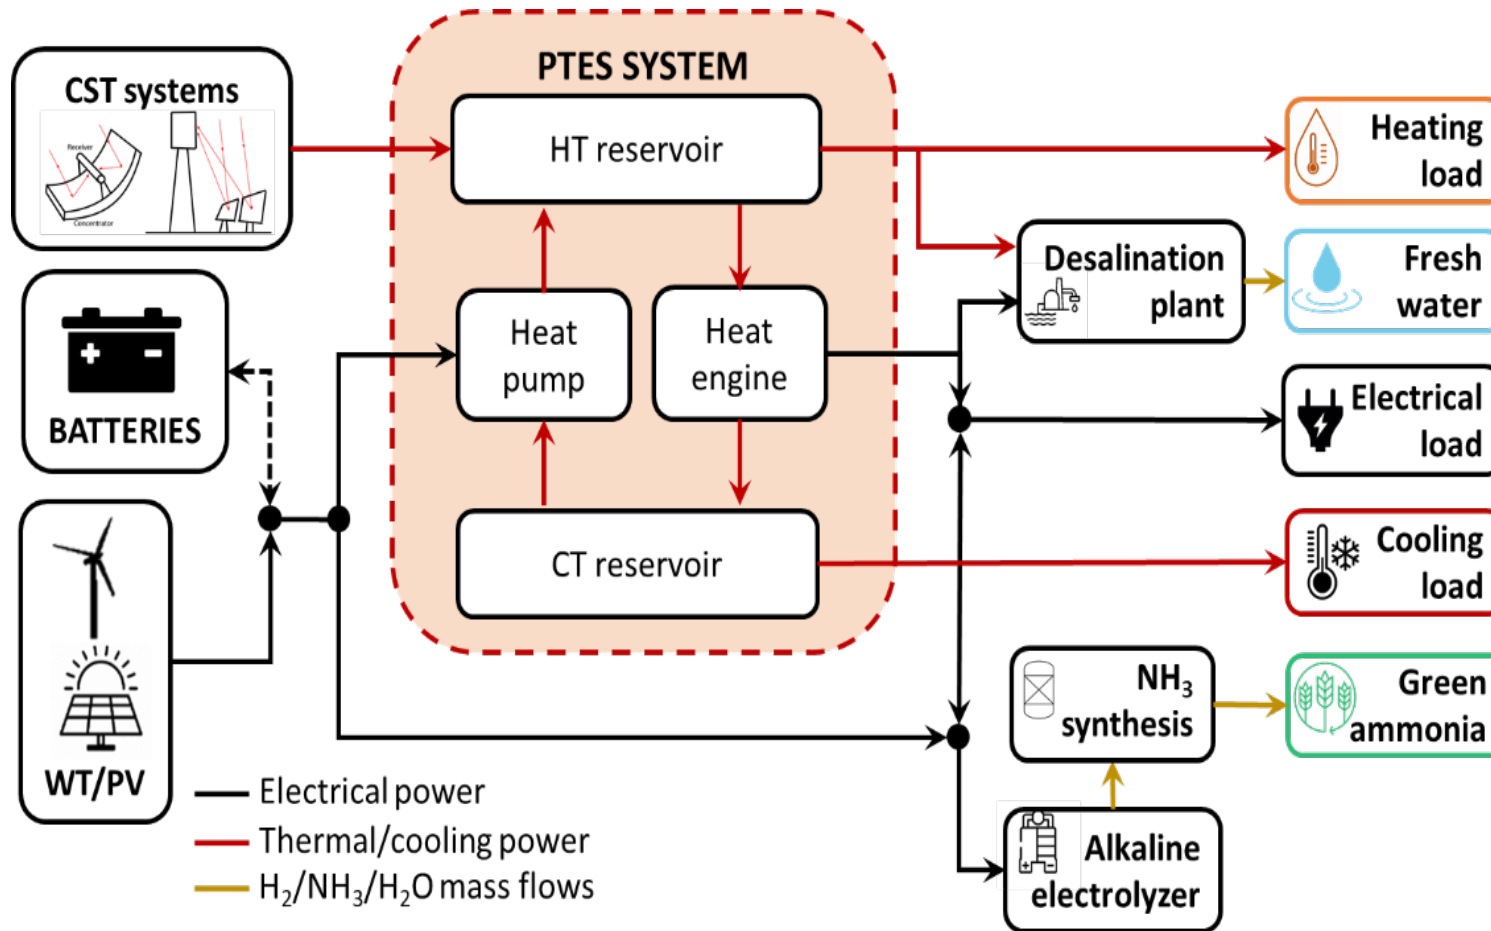 PTES SYSTEM
CST systems
Receiver
Concentrator
HT reservoir
Heating
load
Desalination
plant
Fresh
water
BATTERIES
Heat
pump
Heat
engine
Electrical
load
CT reservoir
Cooling
load
WT/PV
NH₃
synthesis
Green
ammonia
Alkaline
electrolyzer
Electrical power
Thermal/cooling power
H₂/NH₃/H₂O mass flows